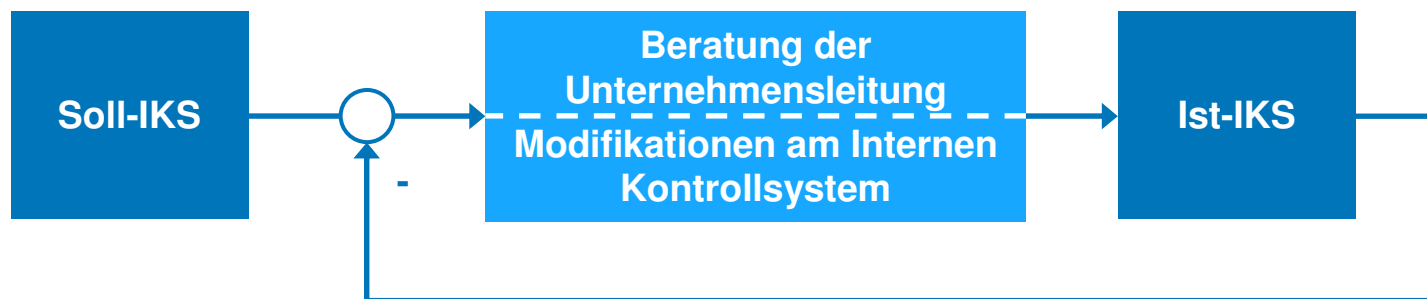 Soll-IKS
Beratung der
Unternehmensleitung
Modifikationen am Internen
Kontrollsystem
Ist-IKS
-